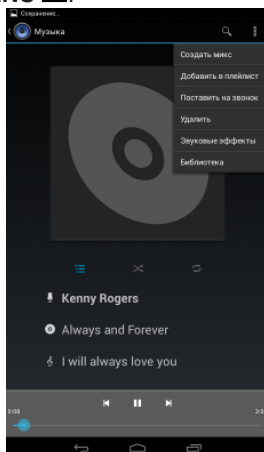 Сохранение...
Музыка
Создать микс
Добавить в плейлист
Поставить на звонок
Удалить
Звуковые эффекты
Библиотека
Kenny Rogers
Always and Forever
I will always love you
0:08